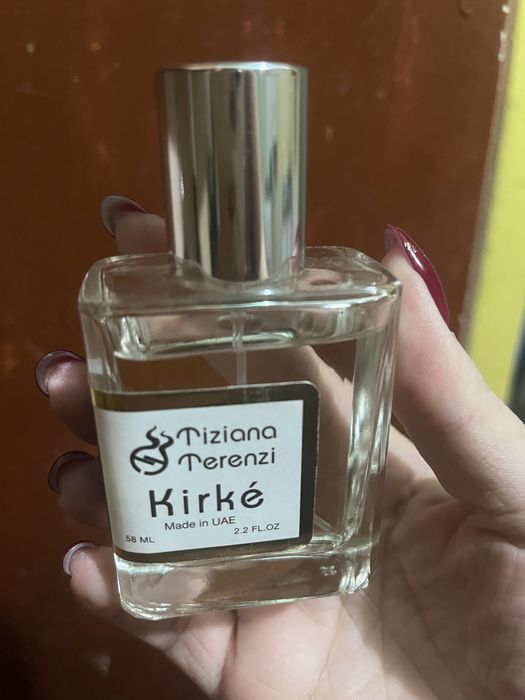 Tiziana
Terenzi
Kirké
Made in UAE
58 ML
2.2 FL.OZ